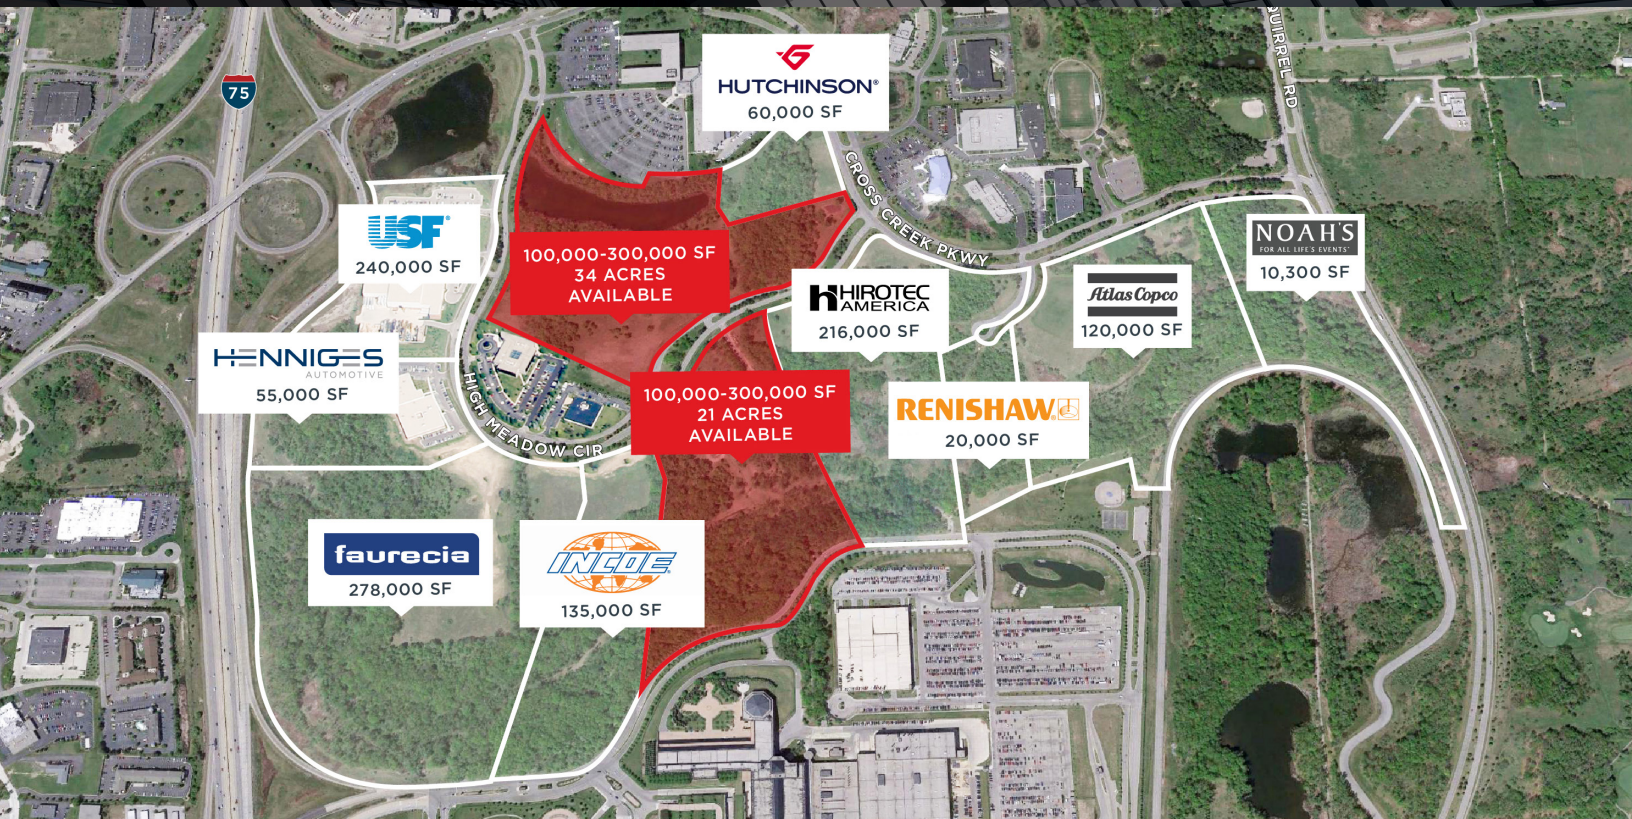 SQUIRREL RD
75
HUTCHINSON®
60,000 SF
CROSS CREEK PKWY
USF®
240,000 SF
100,000-300,000 SF
34 ACRES
AVAILABLE
NOAH'S
FOR ALL LIFE'S EVENTS
10,300 SF
HIROTEC
AMERICA
216,000 SF
Atlas Copco
120,000 SF
HENNIGES
AUTOMOTIVE
55,000 SF
HIGH MEADOW CIR
100,000-300,000 SF
21 ACRES
AVAILABLE
RENISHAW
20,000 SF
faurecia
278,000 SF
INCOE
135,000 SF